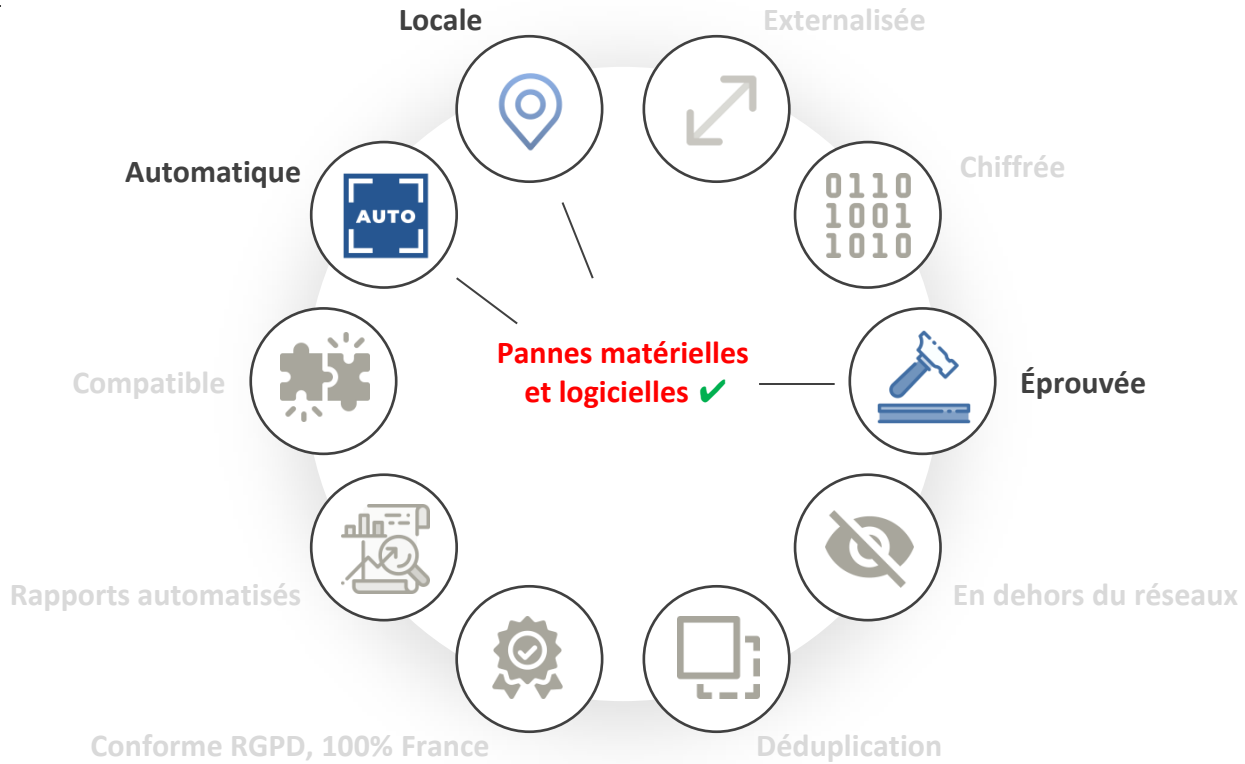 Locale
Externalisée
Automatique
AUTO
Chiffrée
0110
1001
1010
Pannes matérielles
et logicielles ✔
Compatible
Éprouvée
Rapports automatisés
En dehors du réseaux
Conforme RGPD, 100% France
Déduplication